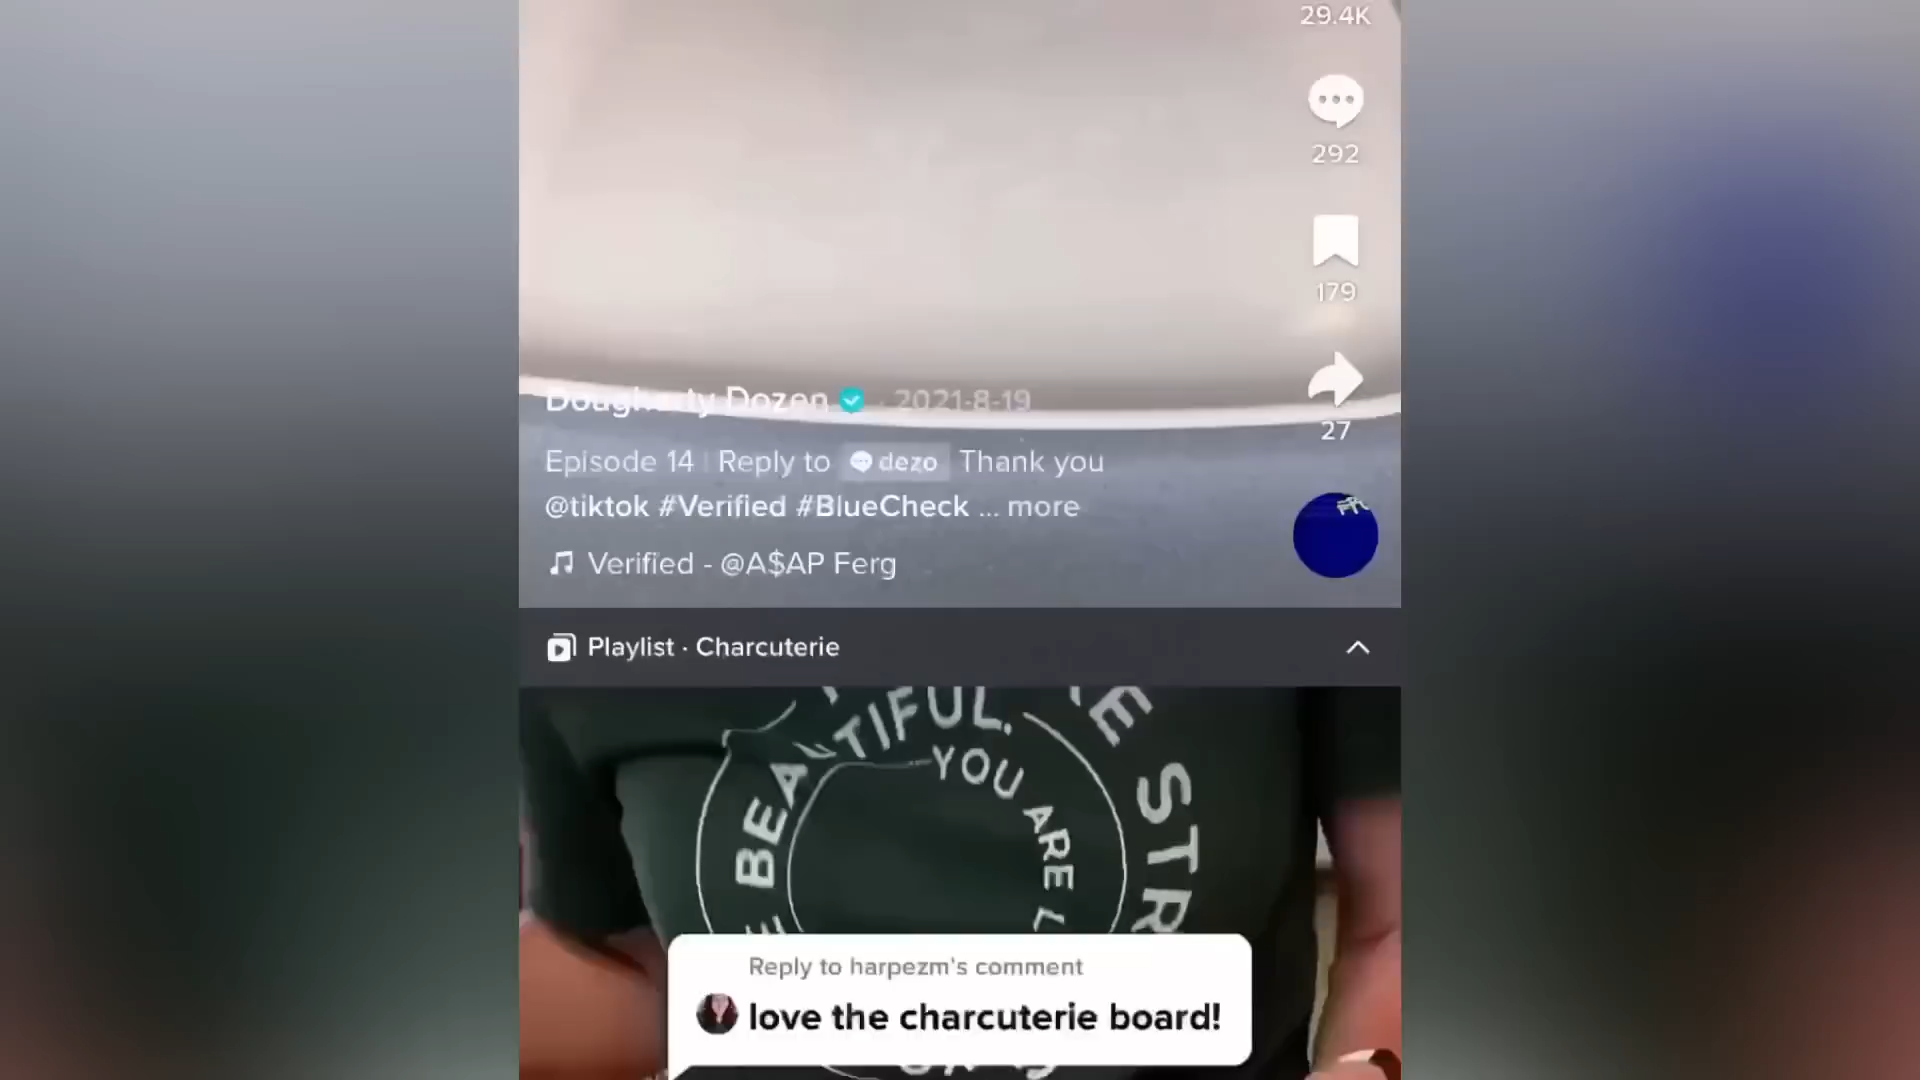 29.4K
292
179
27
Dougherty Dozen · 2021-8-19
Episode 14 | Reply to dezo Thank you
@tiktok #Verified #BlueCheck ... more
Verified - @A$AP Ferg
Playlist · Charcuterie
BEAUTIFUL.
YOU ARE
STR
Reply to harpezm's comment
love the charcuterie board!